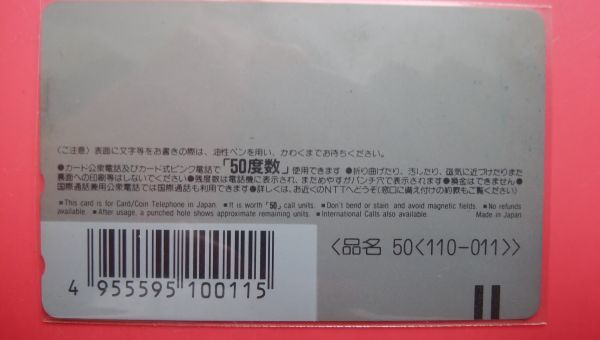 〈ご注意〉表面に文字等をお書きの際は、油性ペンを用い、かわくまでお待ちください。
●カード公衆電話及びカード式ピンク電話で「50度数」使用できます ●折り曲げたり、汚したり、磁気に近づけたりまた
裏面への印刷等はしないでください ●残度数は電話機に表示され、まためやすがパンチ穴で表示されます ●換金はできません ●
国際通話兼用公衆電話では国際通話も利用できます ●詳しくは、お近くのNTTへどうぞ(窓口に備え付けの約款もご覧ください)
■ This card is for Card/Coin Telephone in Japan. ■ It is worth「50」call units. ■ Don't bend or stain and avoid magnetic fields. ■ No refunds
available. ■ After usage, a punched hole shows approximate remaining units. ■ International Calls also available. Made in Japan
〈品名 50〈110-011〉〉
4 955595 100115